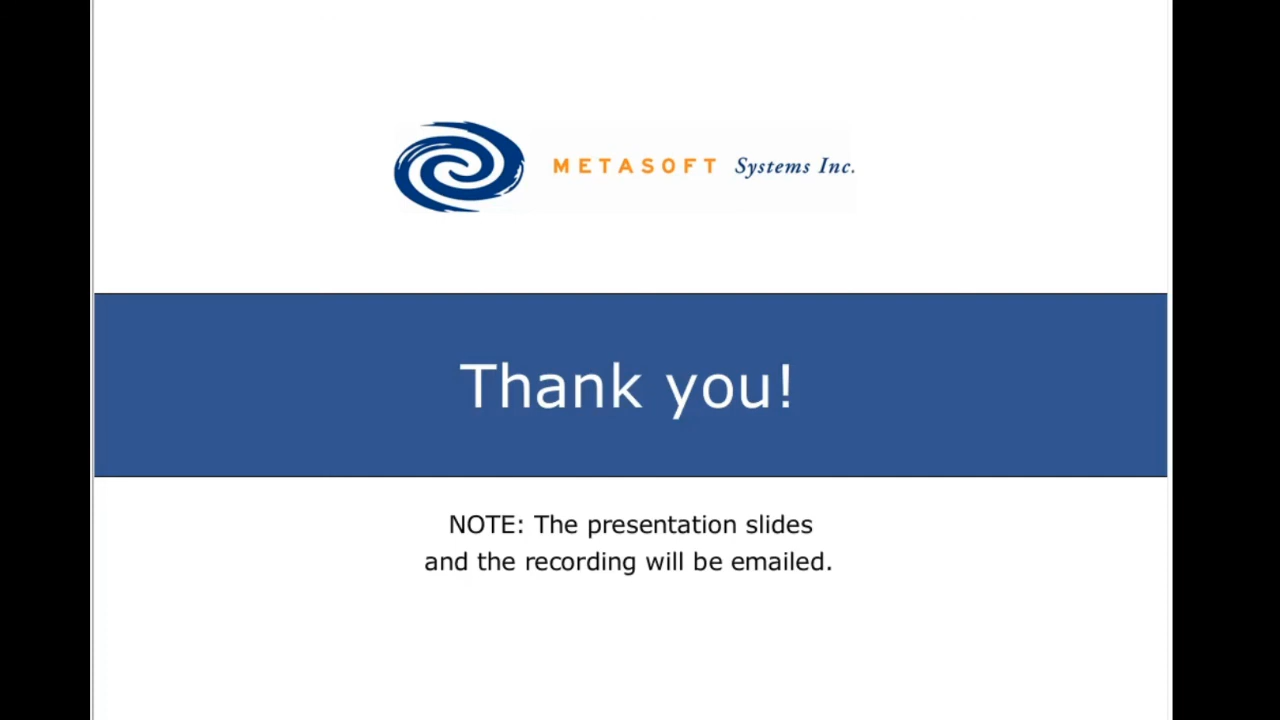 METASOFT Systems Inc.
Thank you!
NOTE: The presentation slides
and the recording will be emailed.